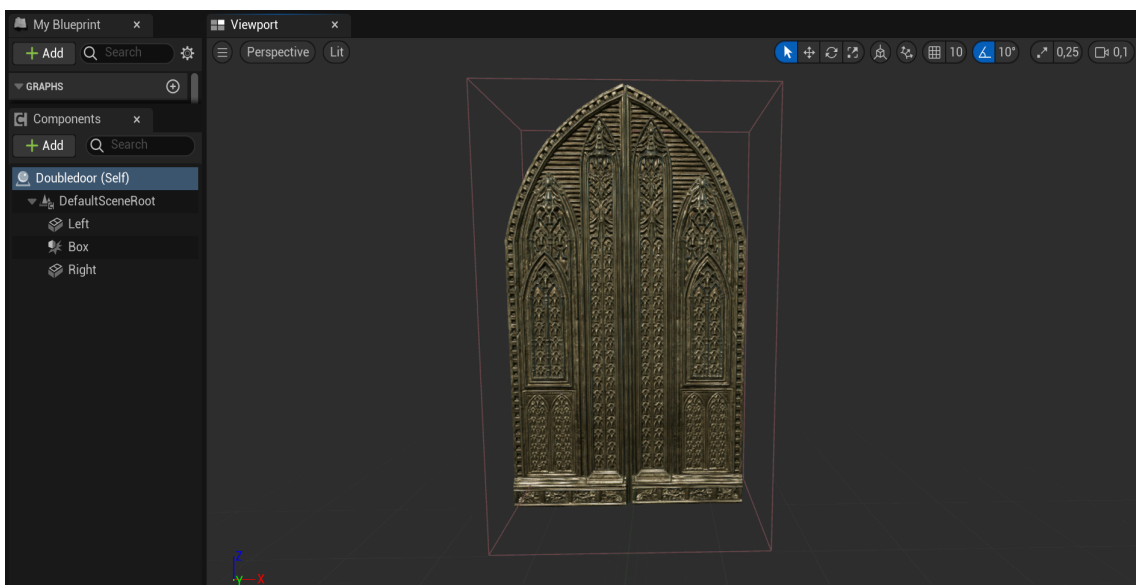 My Blueprint
Viewport
Add
Search
Perspective
Lit
10
10°
0,25
0,1
GRAPHS
Components
Add
Search
Doubledoor (Self)
DefaultSceneRoot
Left
Box
Right
Z
Y
X